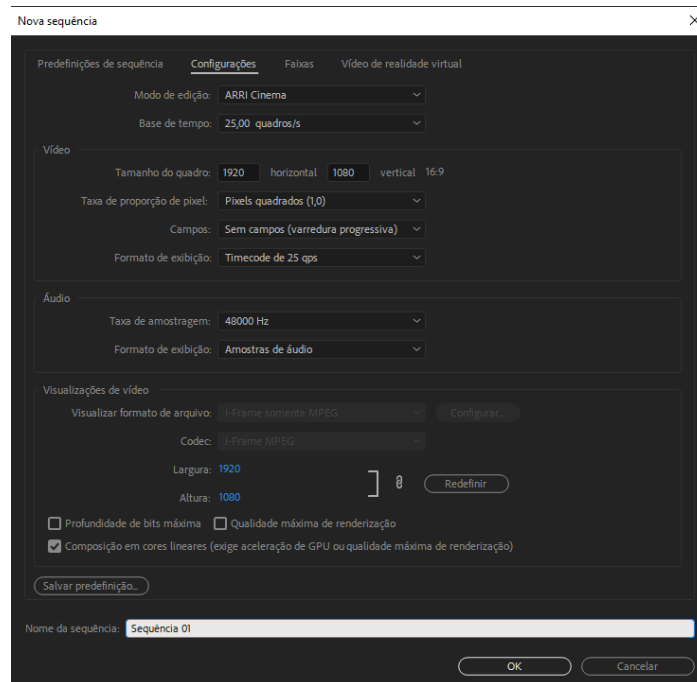 Nova sequência
Predefinições de sequência Configurações Faixas Vídeo de realidade virtual
Modo de edição: ARRI Cinema
Base de tempo: 25,00 quadros/s
Vídeo
Tamanho do quadro: 1920 horizontal 1080 vertical 16:9
Taxa de proporção de pixel: Pixels quadrados (1,0)
Campos: Sem campos (varredura progressiva)
Formato de exibição: Timecode de 25 qps
Áudio
Taxa de amostragem: 48000 Hz
Formato de exibição: Amostras de áudio
Visualizações de vídeo
Visualizar formato de arquivo: I-Frame somente MPEG Configurar...
Codec: I-Frame MPEG
Largura: 1920
Altura: 1080
Redefinir
Profundidade de bits máxima Qualidade máxima de renderização
Composição em cores lineares (exige aceleração de GPU ou qualidade máxima de renderização)
Salvar predefinição...
Nome da sequência: Sequência 01
OK Cancelar